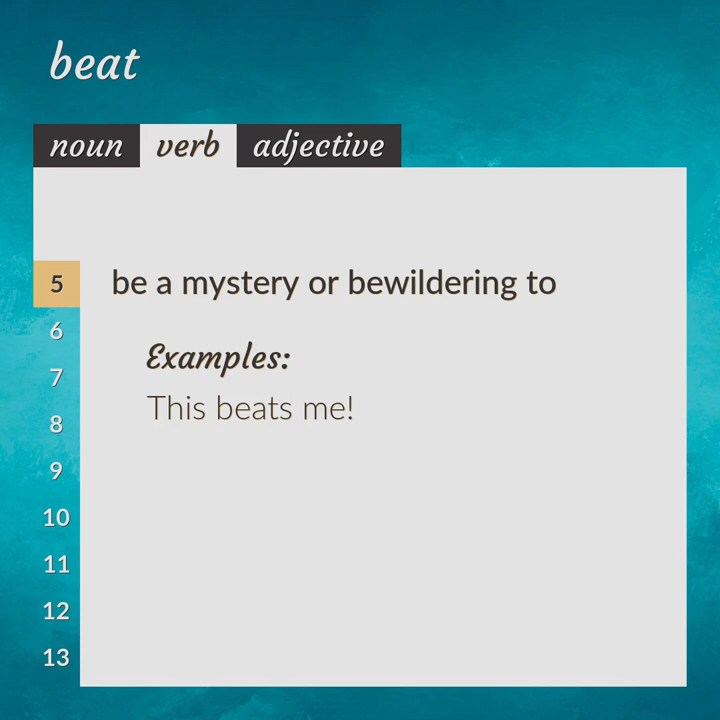 beat
noun verb adjective
5 be a mystery or bewildering to
6
Examples:
7
This beats me!
8
9
10
11
12
13